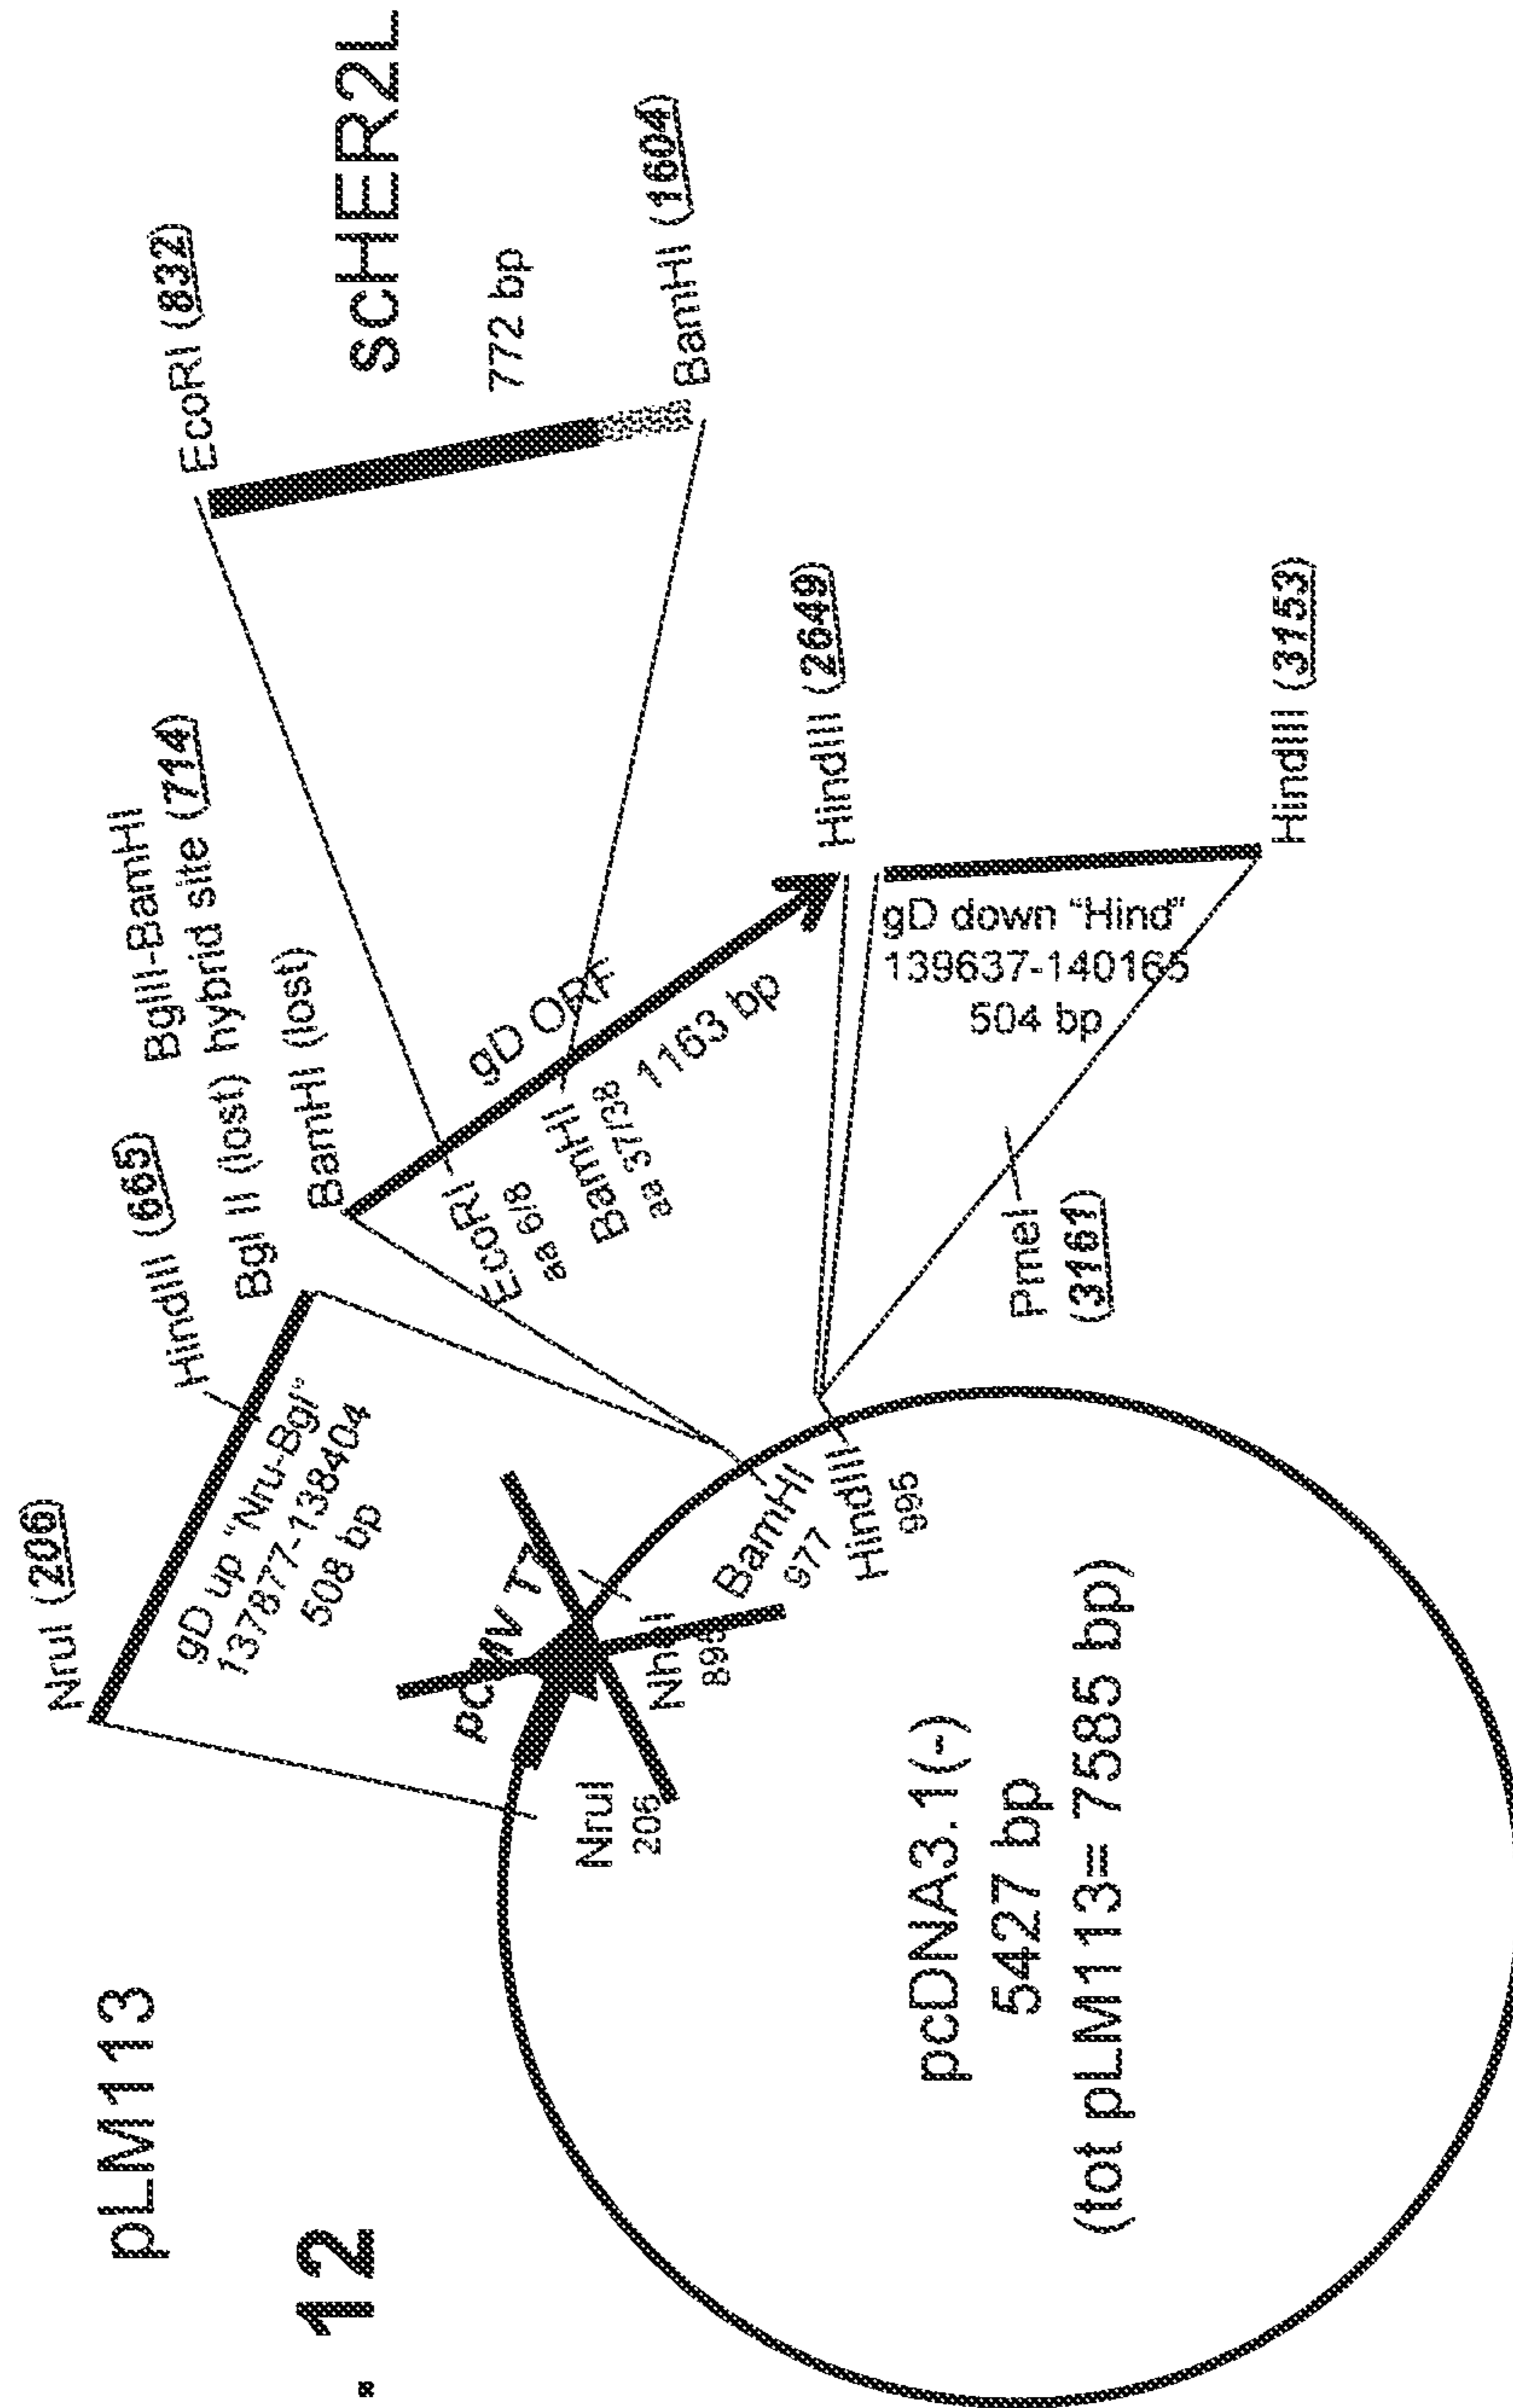 pLM113
. 12
NruI (206)
gD up "Nru-Bgl"
137877-138404
508 bp
HindIII (665)
BglII-BamHI
Bgl II (lost) hybrid site (714)
BamHI (lost)
EcoRI (832)
scHER2L
772 bp
BamHI (1604)
gD ORF
1163 bp
EcoRI
aa 6/8
BamHI
aa 37/38
HindIII (2649)
gD down "Hind"
139637-140165
504 bp
HindIII (3153)
PmeI
(3161)
pCMV T7
NruI
206
NheI
BamHI
977
HindIII
995
pcDNA3.1(-)
5427 bp
(tot pLM113= 7585 bp)